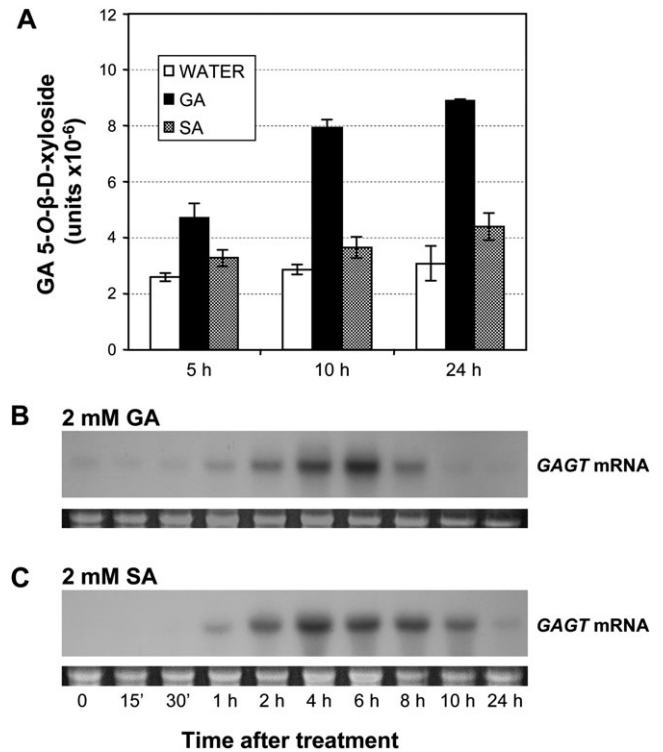 A
GA 5-O-β-D-xyloside
(units x10-6)
12
10
8
6
4
2
0
WATER
GA
SA
5 h
10 h
24 h
B
2 mM GA
GAGT mRNA
C
2 mM SA
GAGT mRNA
0 15' 30' 1 h 2 h 4 h 6 h 8 h 10 h 24 h
Time after treatment